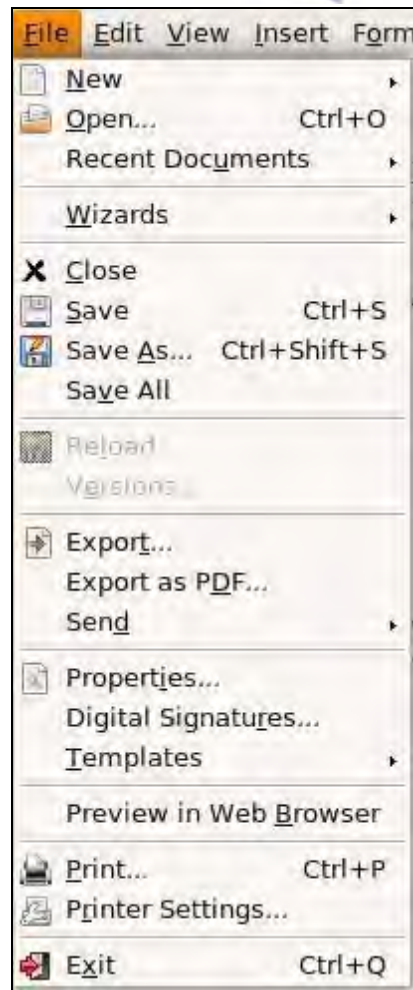 File Edit View Insert Form
New
Open... Ctrl+O
Recent Documents
Wizards
Close
Save Ctrl+S
Save As... Ctrl+Shift+S
Save All
Reload
Versions...
Export...
Export as PDF...
Send
Properties...
Digital Signatures...
Templates
Preview in Web Browser
Print... Ctrl+P
Printer Settings...
Exit Ctrl+Q